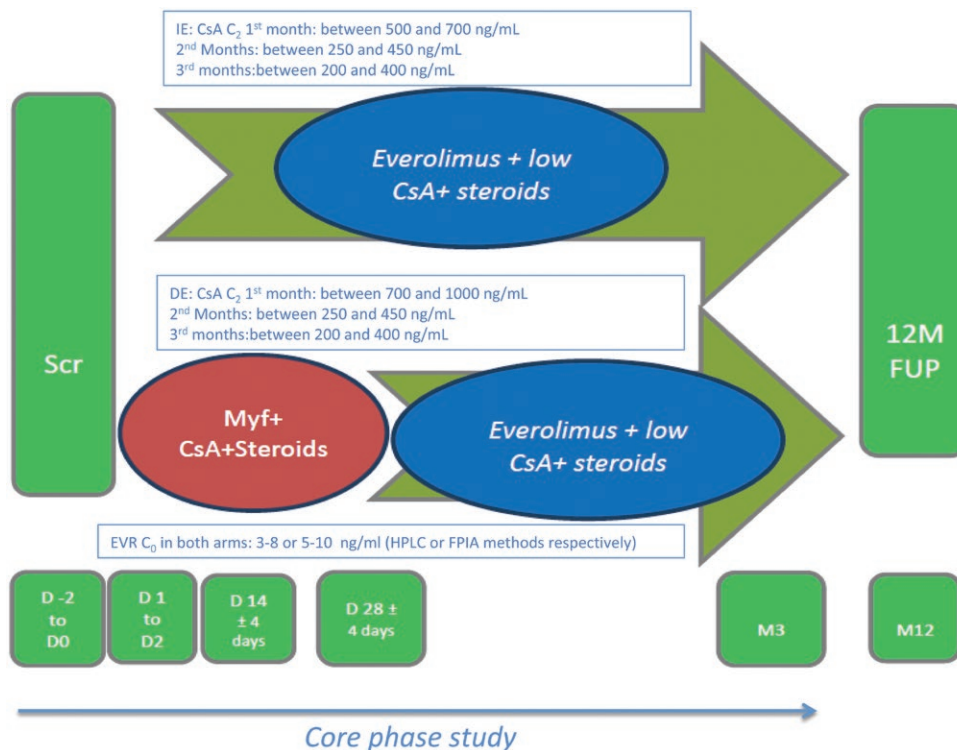 IE: CsA C₂ 1ˢᵗ month: between 500 and 700 ng/mL
2ⁿᵈ Months: between 250 and 450 ng/mL
3ʳᵈ months:between 200 and 400 ng/mL
Everolimus + low
CsA+ steroids
DE: CsA C₂ 1ˢᵗ month: between 700 and 1000 ng/mL
2ⁿᵈ Months: between 250 and 450 ng/mL
3ʳᵈ months:between 200 and 400 ng/mL
Scr
Myf+
CsA+Steroids
Everolimus + low
CsA+ steroids
12M
FUP
EVR C₀ in both arms: 3-8 or 5-10 ng/ml (HPLC or FPIA methods respectively)
D -2
to
D0
D 1
to
D2
D 14
± 4
days
D 28 ±
4 days
M3
M12
Core phase study